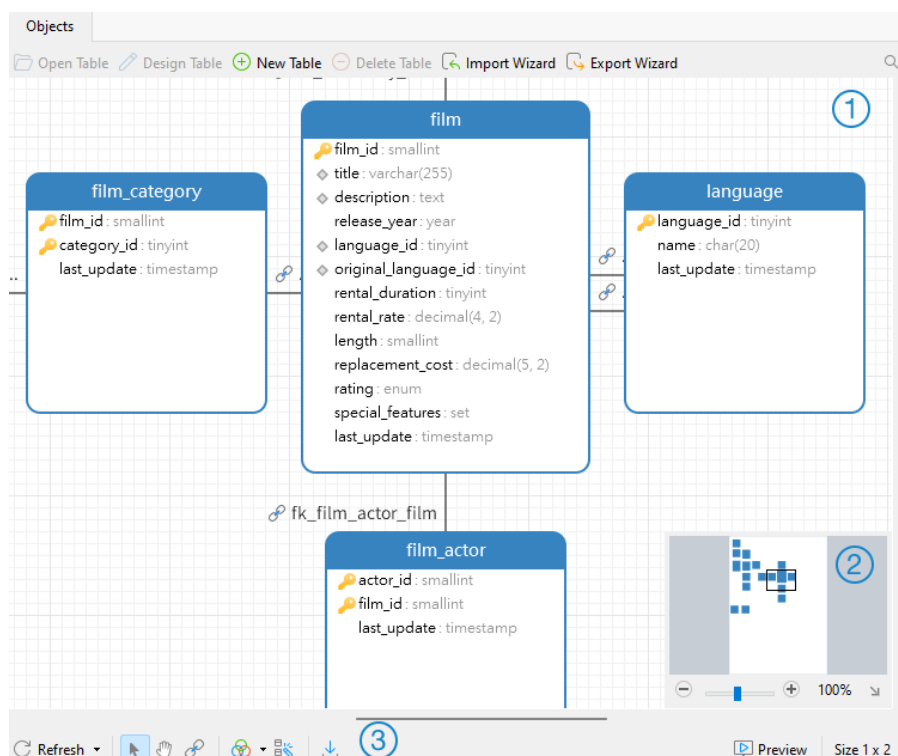 Objects
Open Table Design Table New Table Delete Table Import Wizard Export Wizard
1
film
film_id : smallint
title : varchar(255)
description : text
release_year : year
language_id : tinyint
original_language_id : tinyint
rental_duration : tinyint
rental_rate : decimal(4, 2)
length : smallint
replacement_cost : decimal(5, 2)
rating : enum
special_features : set
last_update : timestamp
film_category
film_id : smallint
category_id : tinyint
last_update : timestamp
..
.
language
language_id : tinyint
name : char(20)
last_update : timestamp
.
.
fk_film_actor_film
film_actor
actor_id : smallint
film_id : smallint
last_update : timestamp
2
100%
Refresh
3
Preview Size 1 x 2